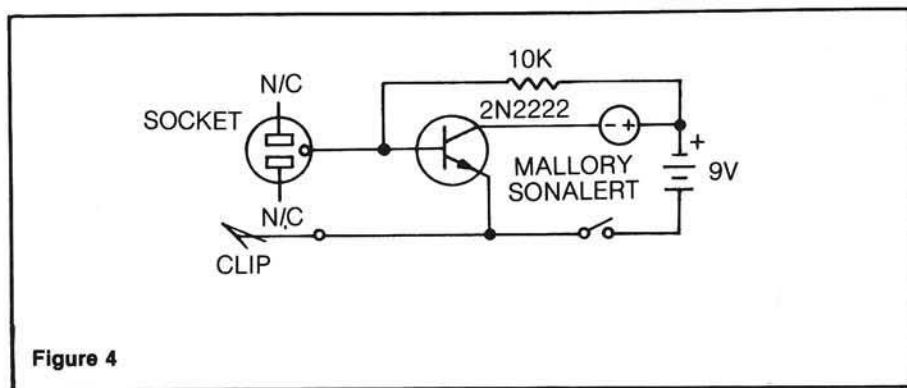 10K
N/C
2N2222
SOCKET
- +
+
MALLORY
SONALERT
9V
N/C
CLIP
Figure 4